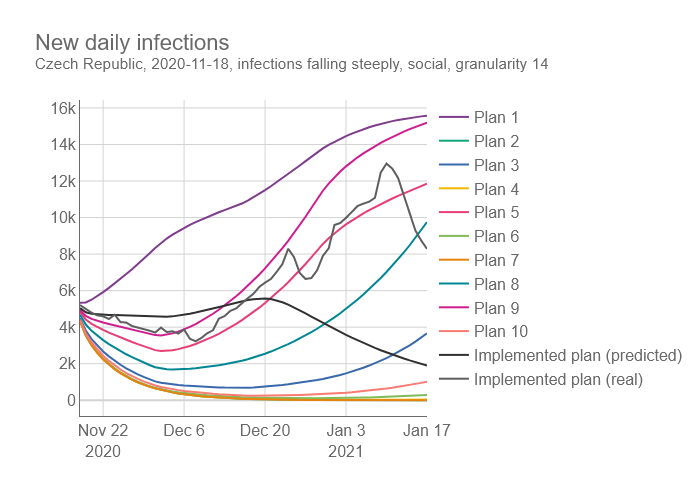 New daily infections
Czech Republic, 2020-11-18, infections falling steeply, social, granularity 14
16k
14k
12k
10k
8k
6k
4k
2k
0
Nov 22
2020
Dec 6
Dec 20
Jan 3
2021
Jan 17
Plan 1
Plan 2
Plan 3
Plan 4
Plan 5
Plan 6
Plan 7
Plan 8
Plan 9
Plan 10
Implemented plan (predicted)
Implemented plan (real)